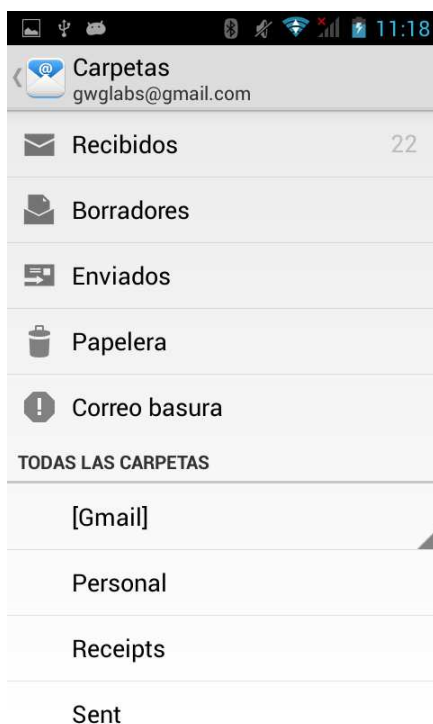 11:18
Carpetas
gwglabs@gmail.com
Recibidos 22
Borradores
Enviados
Papelera
Correo basura
TODAS LAS CARPETAS
[Gmail]
Personal
Receipts
Sent